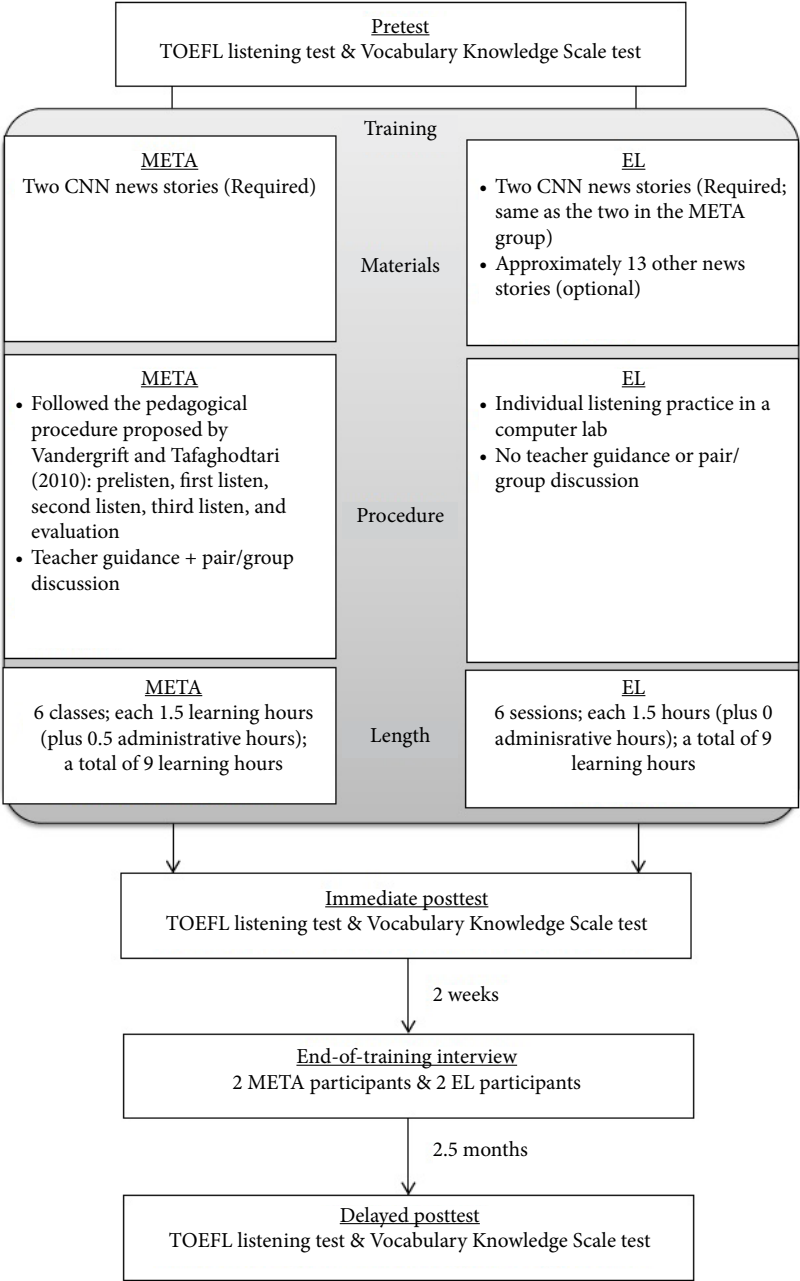 Pretest
TOEFL listening test & Vocabulary Knowledge Scale test
Training
META
Two CNN news stories (Required)
Materials
EL
• Two CNN news stories (Required;
same as the two in the META
group)
• Approximately 13 other news
stories (optional)
META
• Followed the pedagogical
procedure proposed by
Vandergrift and Tafaghodtari
(2010): prelisten, first listen,
second listen, third listen, and
evaluation
• Teacher guidance + pair/group
discussion
Procedure
EL
• Individual listening practice in a
computer lab
• No teacher guidance or pair/
group discussion
META
6 classes; each 1.5 learning hours
(plus 0.5 administrative hours);
a total of 9 learning hours
Length
EL
6 sessions; each 1.5 hours (plus 0
adminisrative hours); a total of 9
learning hours
Immediate posttest
TOEFL listening test & Vocabulary Knowledge Scale test
2 weeks
End-of-training interview
2 META participants & 2 EL participants
2.5 months
Delayed posttest
TOEFL listening test & Vocabulary Knowledge Scale test